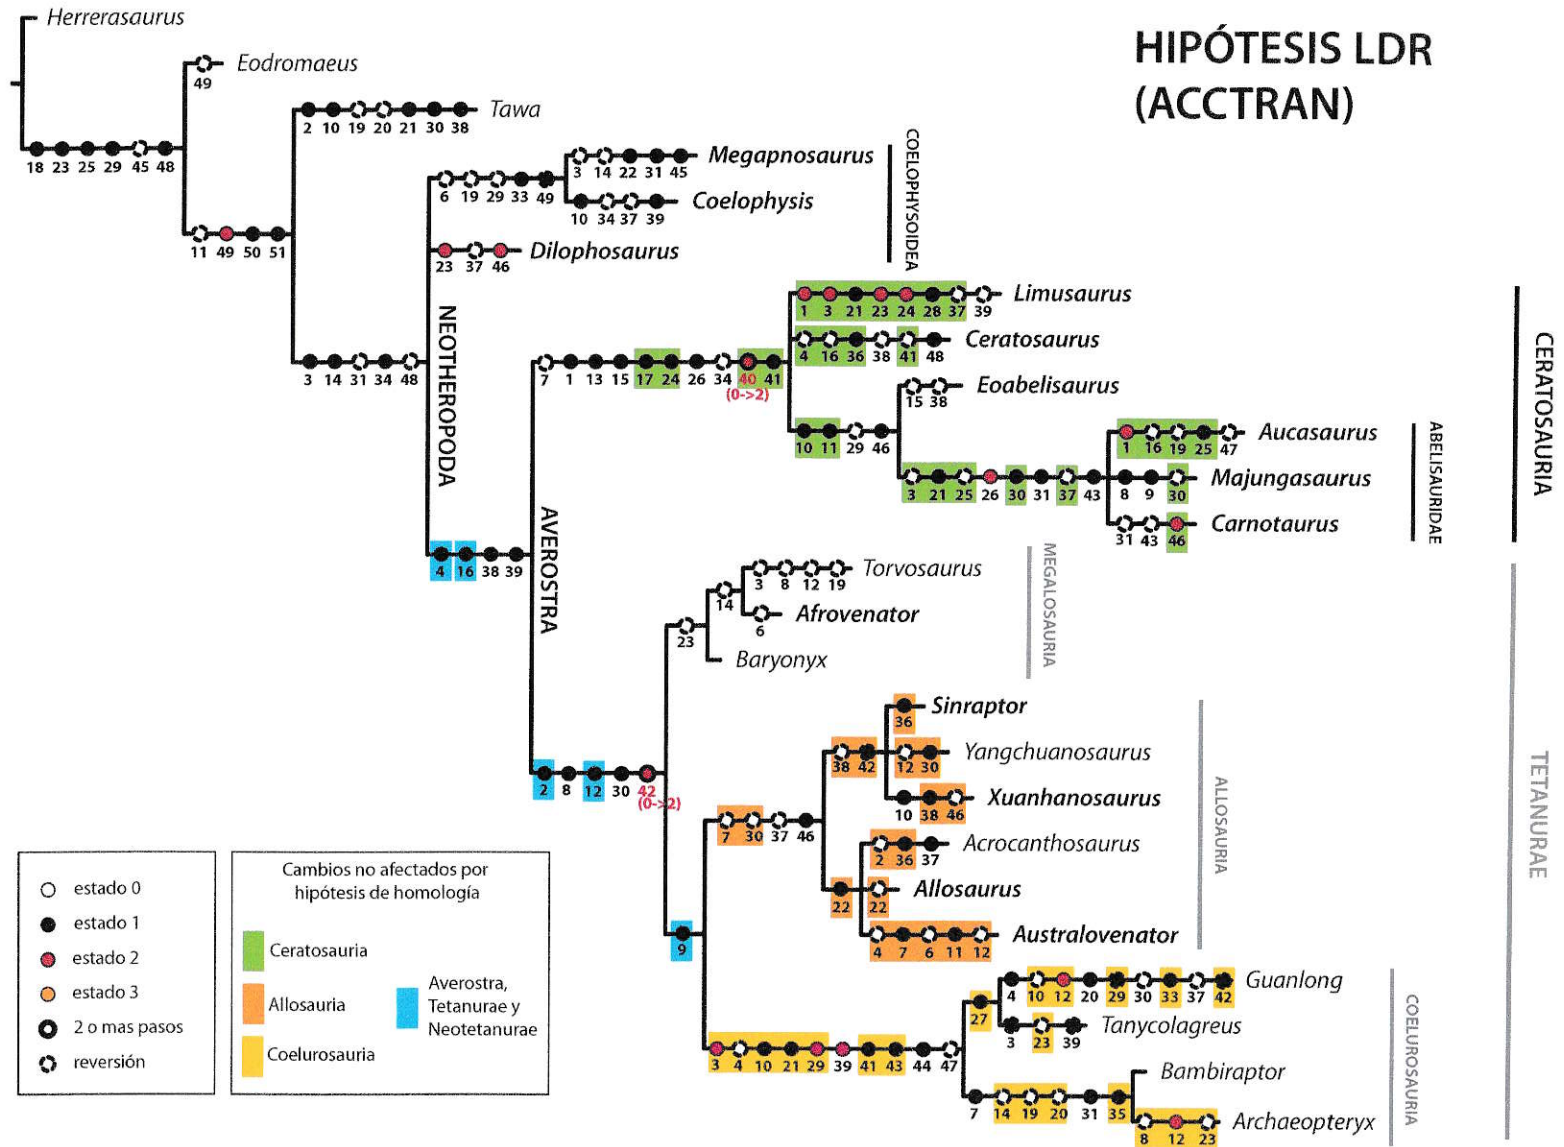 HIPÓTESIS LDR
(ACCTRAN)
Herrerasaurus
Eodromaeus
49
Tawa
2 10 19 20 21 30 38
18 23 25 29 45 48
11 49 50 51
COELOPHYSOIDEA
Megapnosaurus
3 14 22 31 45
6 19 29 33 49
Coelophysis
10 34 37 39
Dilophosaurus
23 37 46
NEOTHEROPODA
3 14 31 34 48
Limusaurus
1 3 21 23 24 28 37 39
Ceratosaurus
4 16 36 38 41 48
7 1 13 15 17 24 26 34 40 41
(0->2)
Eoabelisaurus
15 38
10 11 29 46
Aucasaurus
1 16 19 25 47
Majungasaurus
8 9 30
3 21 25 26 30 31 37 43
Carnotaurus
31 43 46
ABELISAURIDAE
CERATOSAURIA
4 16 38 39
AVEROSTRA
Torvosaurus
3 8 12 19
14
Afrovenator
6
23
Baryonyx
MEGALOSAURIA
Sinraptor
36
Yangchuanosaurus
12 30
38 42
Xuanhanosaurus
10 38 46
2 8 12 30 42
(0->2)
7 30 37 46
Acrocanthosaurus
2 36 37
Allosaurus
22
22
Australovenator
4 7 6 11 12
ALLOSAURIA
TETANURAE
9
Guanlong
4 10 12 20 29 30 33 37 42
27
Tanycolagreus
3 23 39
3 4 10 21 29 39 41 43 44 47
Bambiraptor
7 14 19 20 31 35
Archaeopteryx
8 12 23
COELUROSAURIA
estado 0
estado 1
estado 2
estado 3
2 o mas pasos
reversión
Cambios no afectados por
hipótesis de homología
Ceratosauria
Allosauria
Coelurosauria
Averostra,
Tetanurae y
Neotetanurae